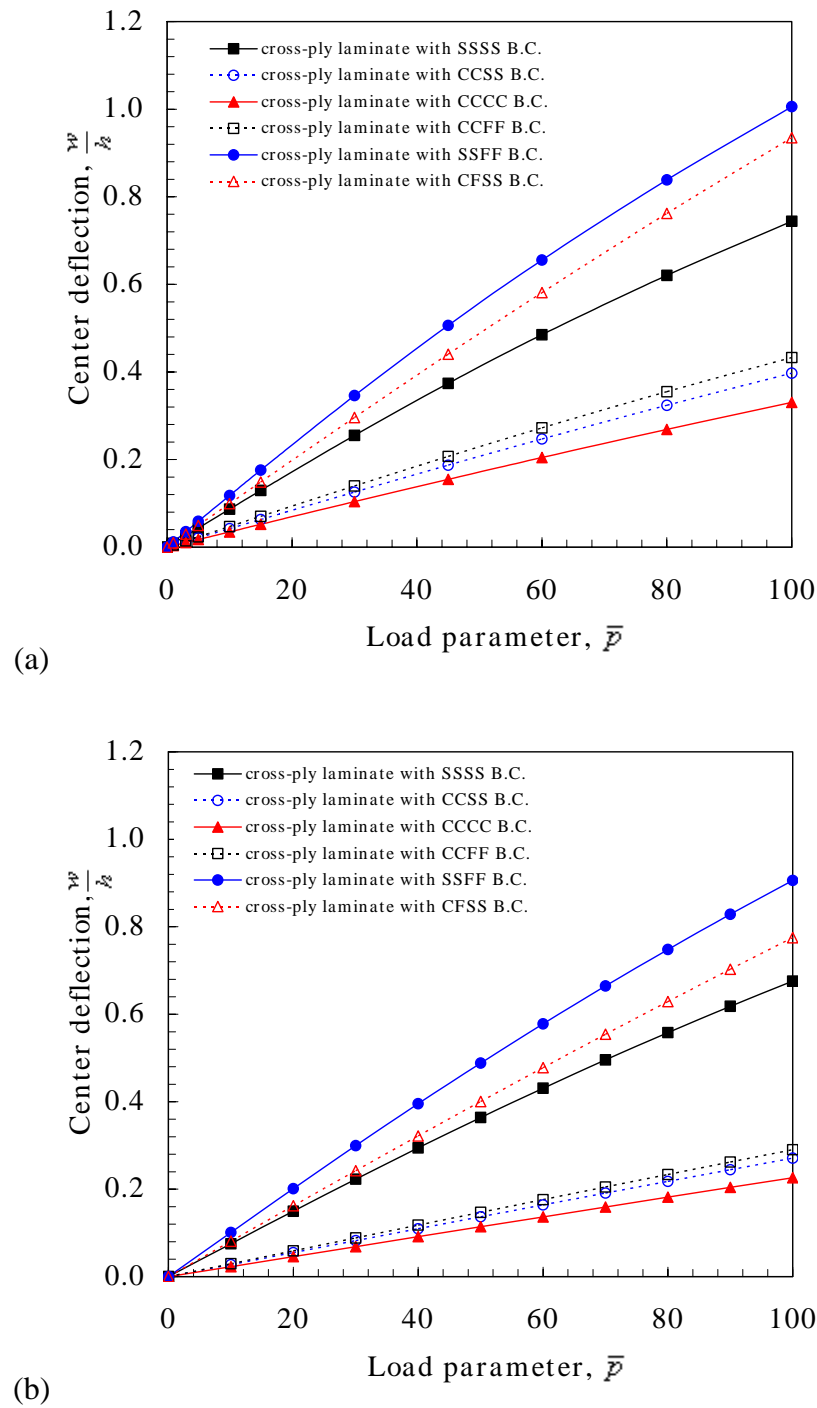 1.2
cross-ply laminate with SSSS B.C.
cross-ply laminate with CCSS B.C.
cross-ply laminate with CCCC B.C.
cross-ply laminate with CCFF B.C.
cross-ply laminate with SSFF B.C.
cross-ply laminate with CFSS B.C.
1.0
0.8
0.6
0.4
0.2
0.0
Center deflection, w/h
0 20 40 60 80 100
Load parameter, p̅
(a)
1.2
cross-ply laminate with SSSS B.C.
cross-ply laminate with CCSS B.C.
cross-ply laminate with CCCC B.C.
cross-ply laminate with CCFF B.C.
cross-ply laminate with SSFF B.C.
cross-ply laminate with CFSS B.C.
1.0
0.8
0.6
0.4
0.2
0.0
Center deflection, w/h
0 20 40 60 80 100
Load parameter, p̅
(b)